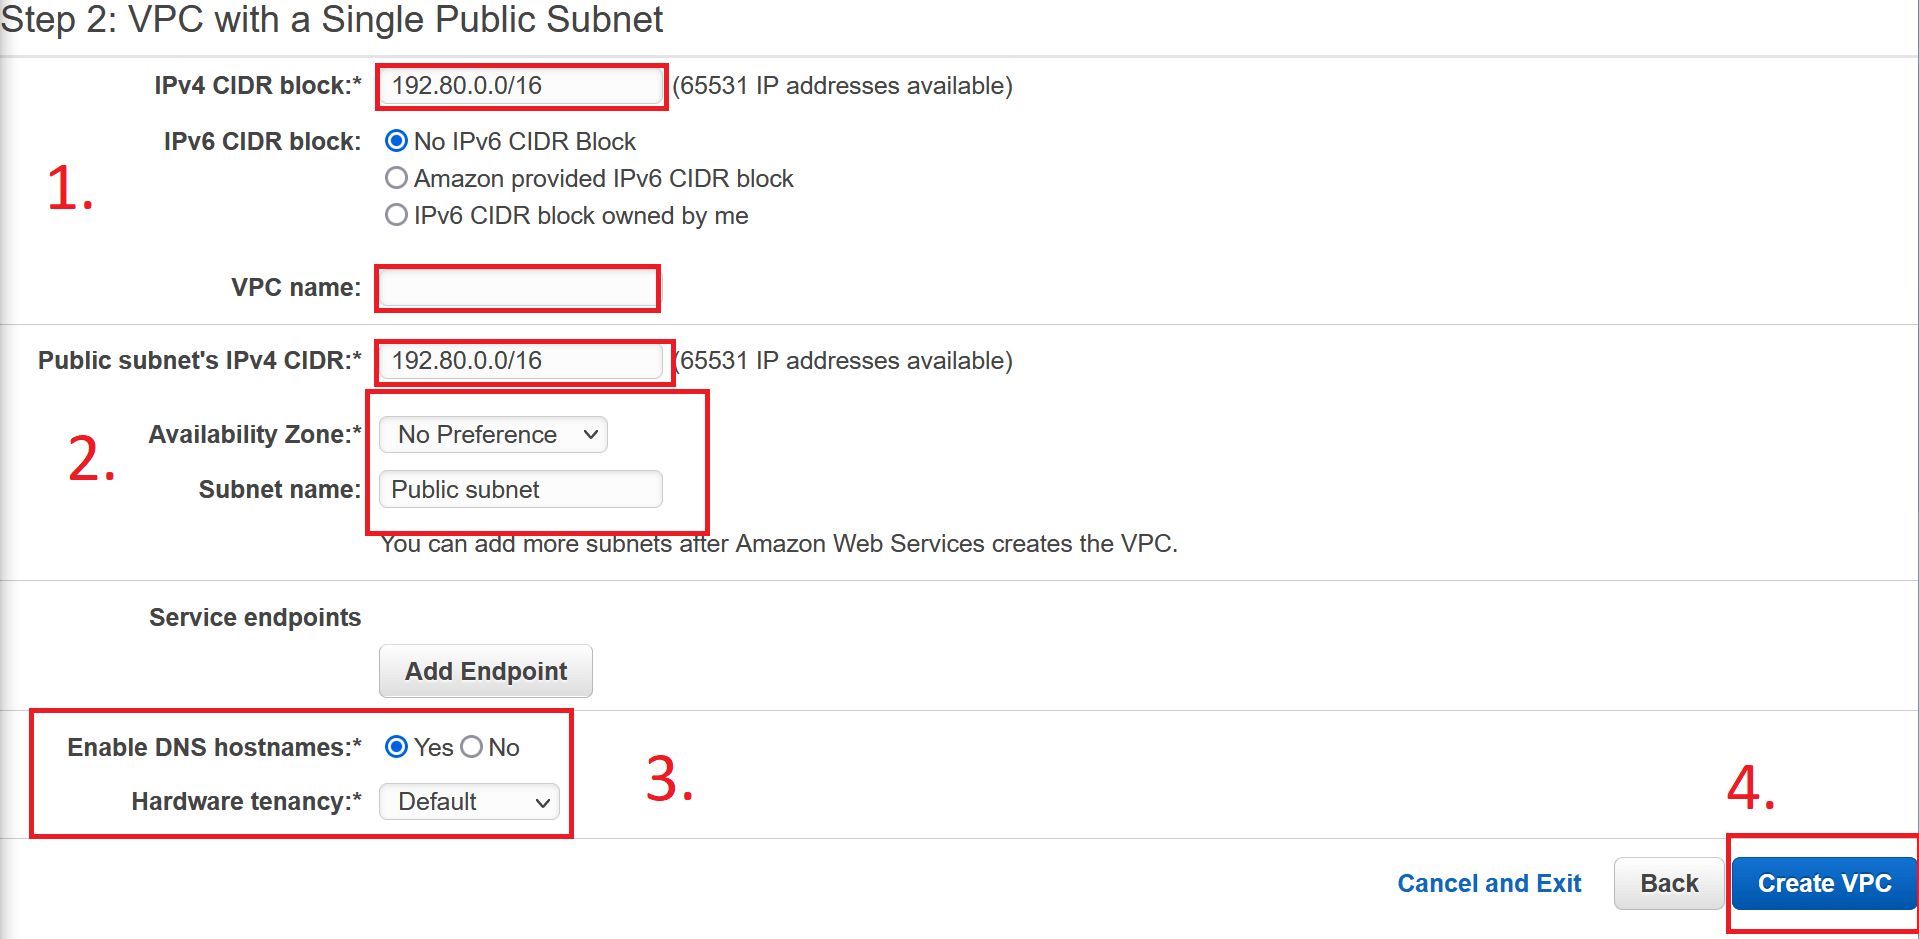 Step 2: VPC with a Single Public Subnet
IPv4 CIDR block:* 192.80.0.0/16 (65531 IP addresses available)
IPv6 CIDR block: No IPv6 CIDR Block
Amazon provided IPv6 CIDR block
1.
IPv6 CIDR block owned by me
VPC name:
Public subnet's IPv4 CIDR:* 192.80.0.0/16 (65531 IP addresses available)
Availability Zone:* No Preference
2.
Subnet name: Public subnet
You can add more subnets after Amazon Web Services creates the VPC.
Service endpoints
Add Endpoint
Enable DNS hostnames:* Yes No
3.
Hardware tenancy:* Default
4.
Cancel and Exit Back Create VPC